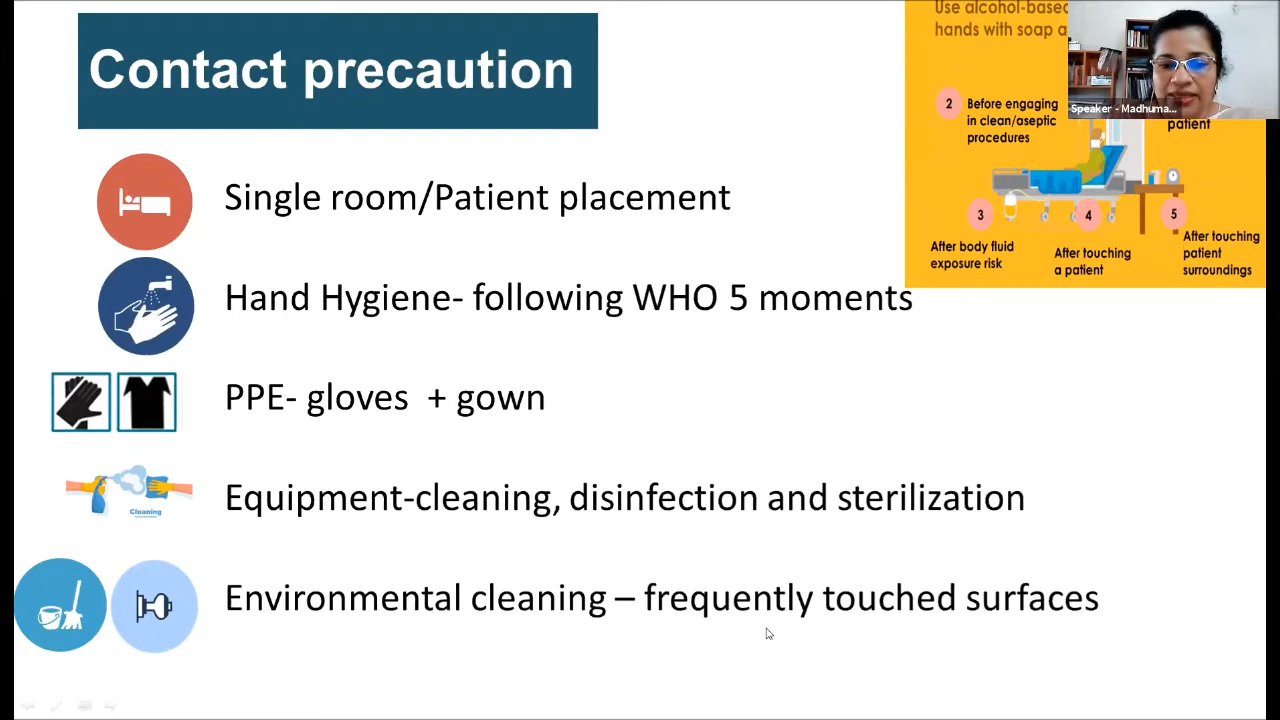 Contact precaution
Use alcohol-based
hands with soap a
Speaker - Madhuma...
2
Before engaging
in clean/aseptic
procedures
patient
Single room/Patient placement
3
4
5
After body fluid
exposure risk
After touching
a patient
After touching
patient
surroundings
Hand Hygiene- following WHO 5 moments
PPE- gloves + gown
Cleaning
Equipment-cleaning, disinfection and sterilization
Environmental cleaning – frequently touched surfaces